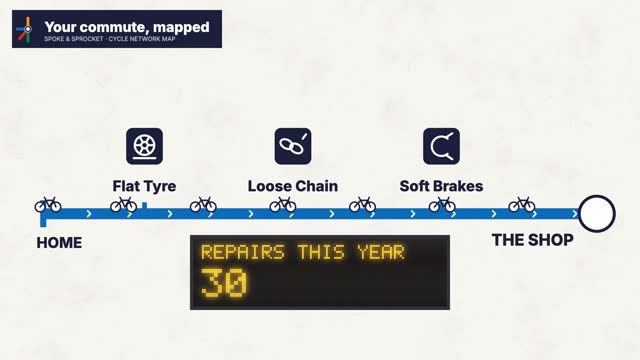 Your commute, mapped
SPOKE & SPROCKET · CYCLE NETWORK MAP
Flat Tyre
Loose Chain
Soft Brakes
HOME
THE SHOP
REPAIRS THIS YEAR
30